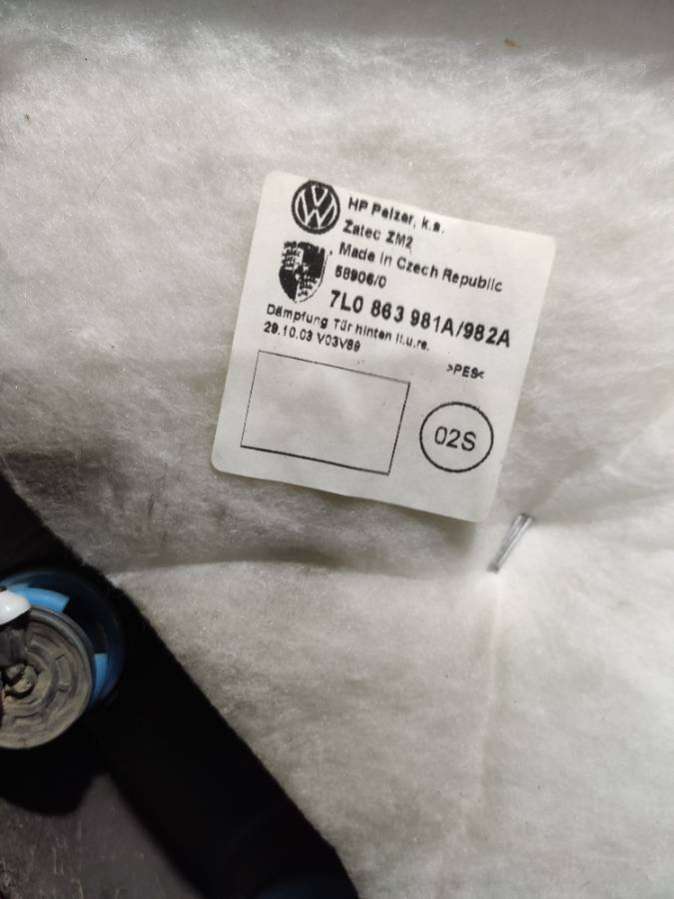 HP Pelzer, k.s.
Žatec ZM2
Made in Czech Republic
58906/0
7L0 863 981A/982A
Dämpfung Tür hinten li.u.re.
29.10.03 V03V89
>PES<
02S